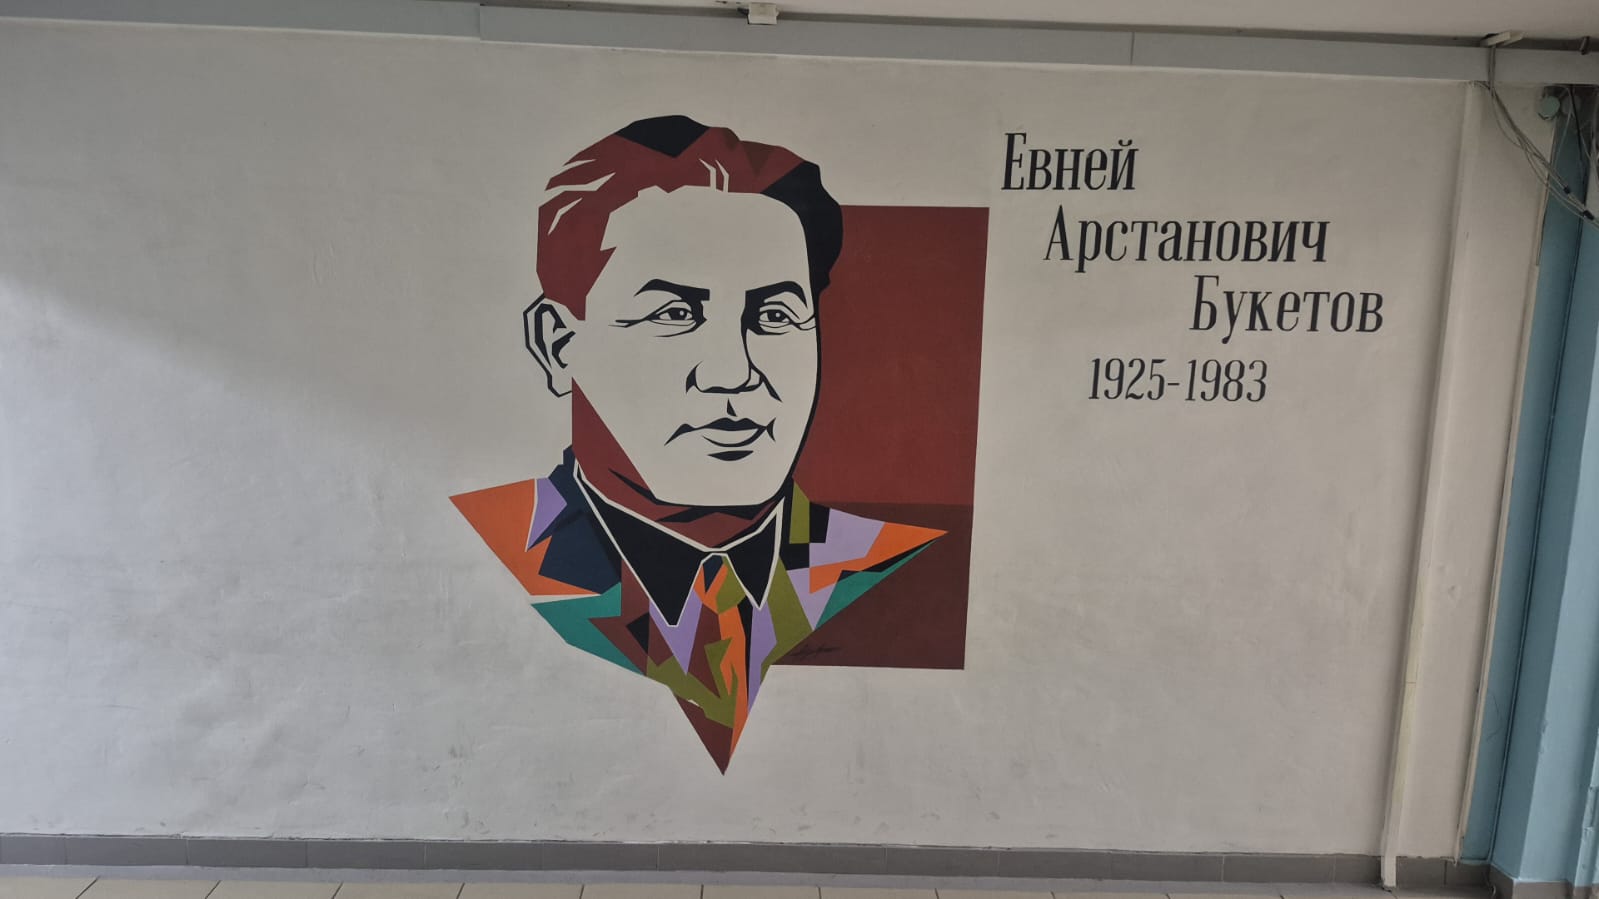 Евней
Арстанович
Букетов
1925-1983